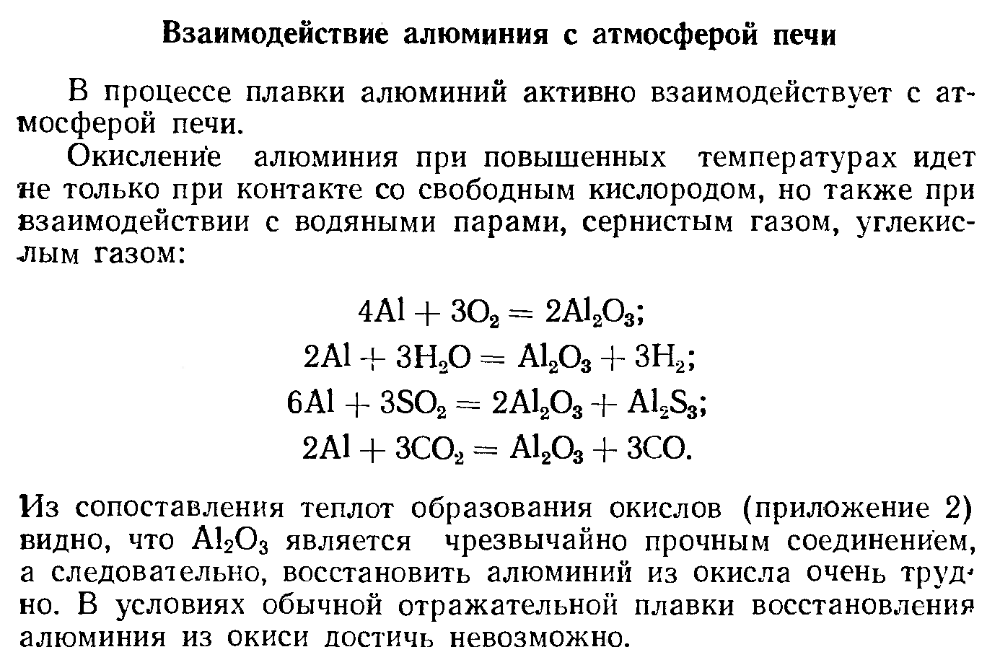 Взаимодействие алюминия с атмосферой печи
В процессе плавки алюминий активно взаимодействует с ат-
мосферой печи.
Окисление алюминия при повышенных температурах идет
не только при контакте со свободным кислородом, но также при
взаимодействии с водяными парами, сернистым газом, углекис-
лым газом:
4Al + 3O₂ = 2Al₂O₃;
2Al + 3H₂O = Al₂O₃ + 3H₂;
6Al + 3SO₂ = 2Al₂O₃ + Al₂S₃;
2Al + 3CO₂ = Al₂O₃ + 3CO.
Из сопоставления теплот образования окислов (приложение 2)
видно, что Al₂O₃ является чрезвычайно прочным соединением,
а следовательно, восстановить алюминий из окисла очень труд-
но. В условиях обычной отражательной плавки восстановления
алюминия из окиси достичь невозможно.